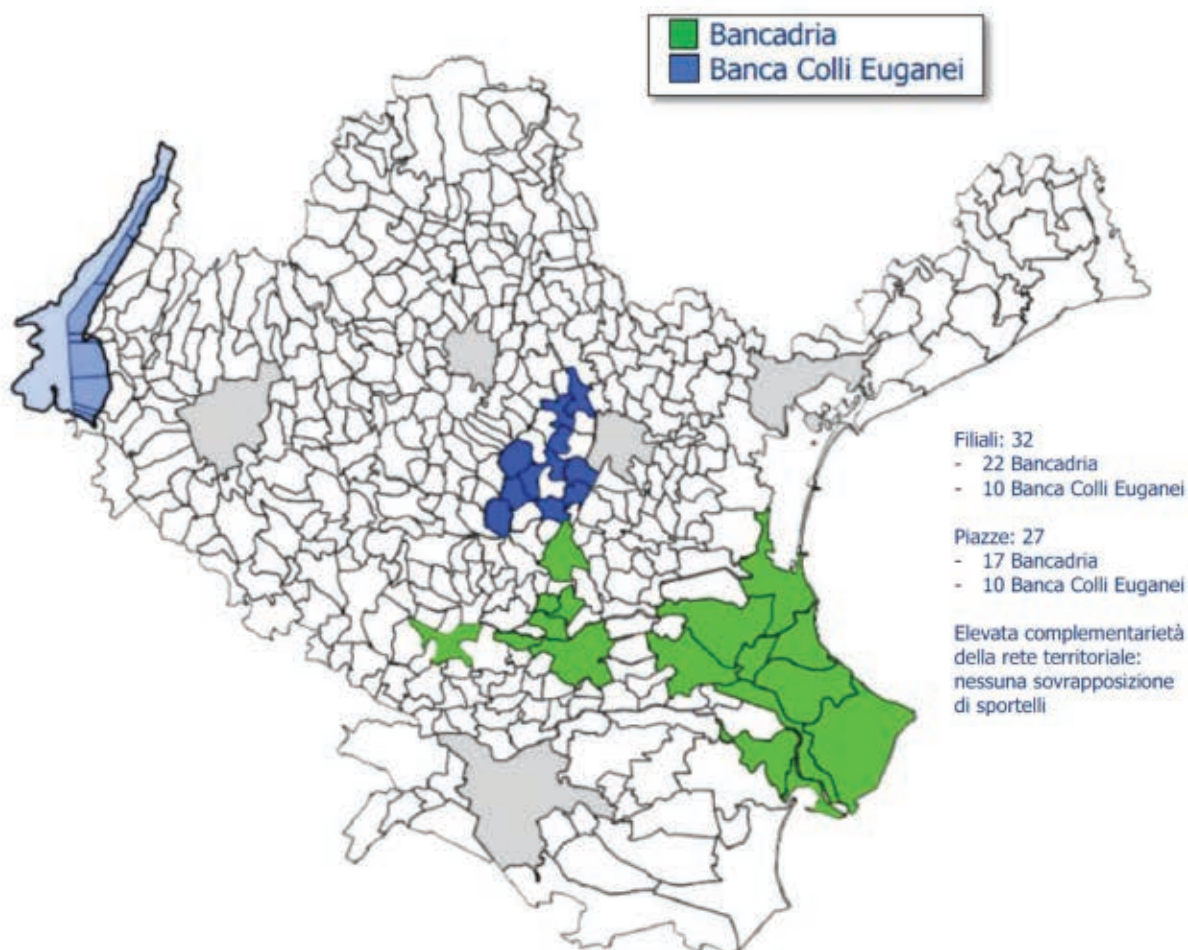 Bancadria
Banca Colli Euganei
Filiali: 32
- 22 Bancadria
- 10 Banca Colli Euganei
Piazze: 27
- 17 Bancadria
- 10 Banca Colli Euganei
Elevata complementarietà
della rete territoriale:
nessuna sovrapposizione
di sportelli